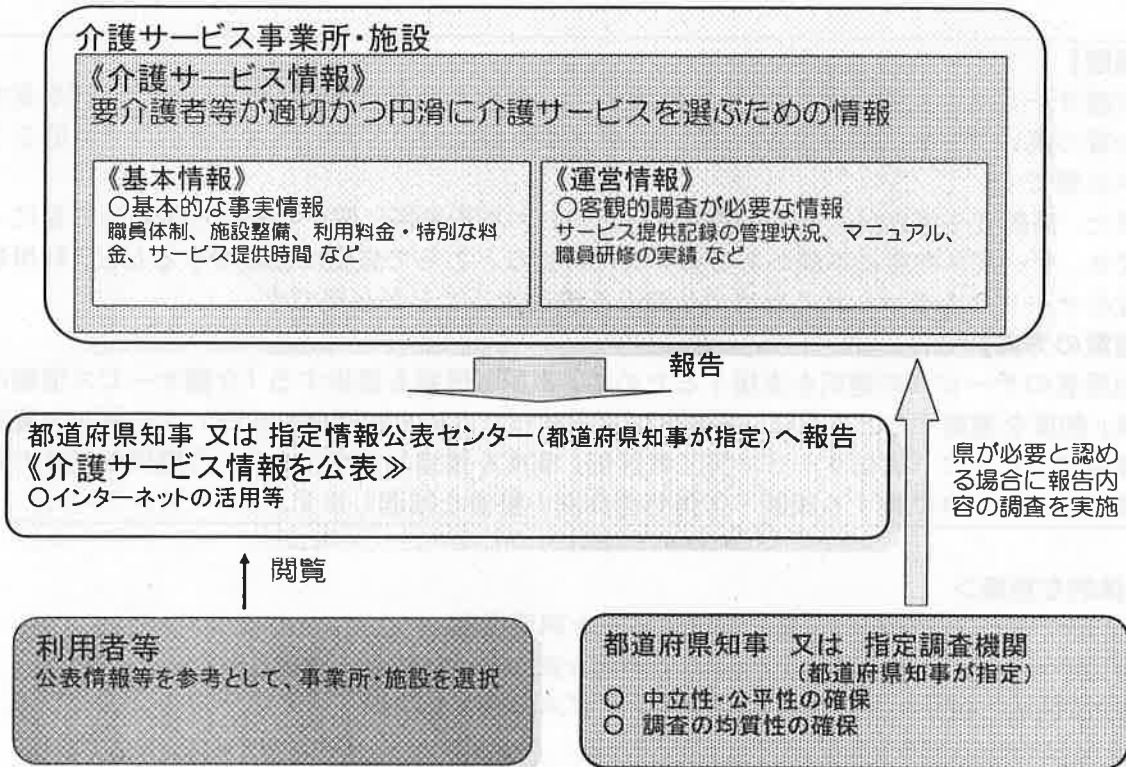 介護サービス事業所・施設
《介護サービス情報》
要介護者等が適切かつ円滑に介護サービスを選ぶための情報
《基本情報》
○基本的な事実情報
職員体制、施設整備、利用料金・特別な料
金、サービス提供時間 など
《運営情報》
○客観的調査が必要な情報
サービス提供記録の管理状況、マニュアル、
職員研修の実績 など
報告
都道府県知事 又は 指定情報公表センター(都道府県知事が指定)へ報告
《介護サービス情報を公表≫
○インターネットの活用等
県が必要と認め
る場合に報告内
容の調査を実施
閲覧
利用者等
公表情報等を参考として、事業所・施設を選択
都道府県知事 又は 指定調査機関
(都道府県知事が指定)
○ 中立性・公平性の確保
○ 調査の均質性の確保